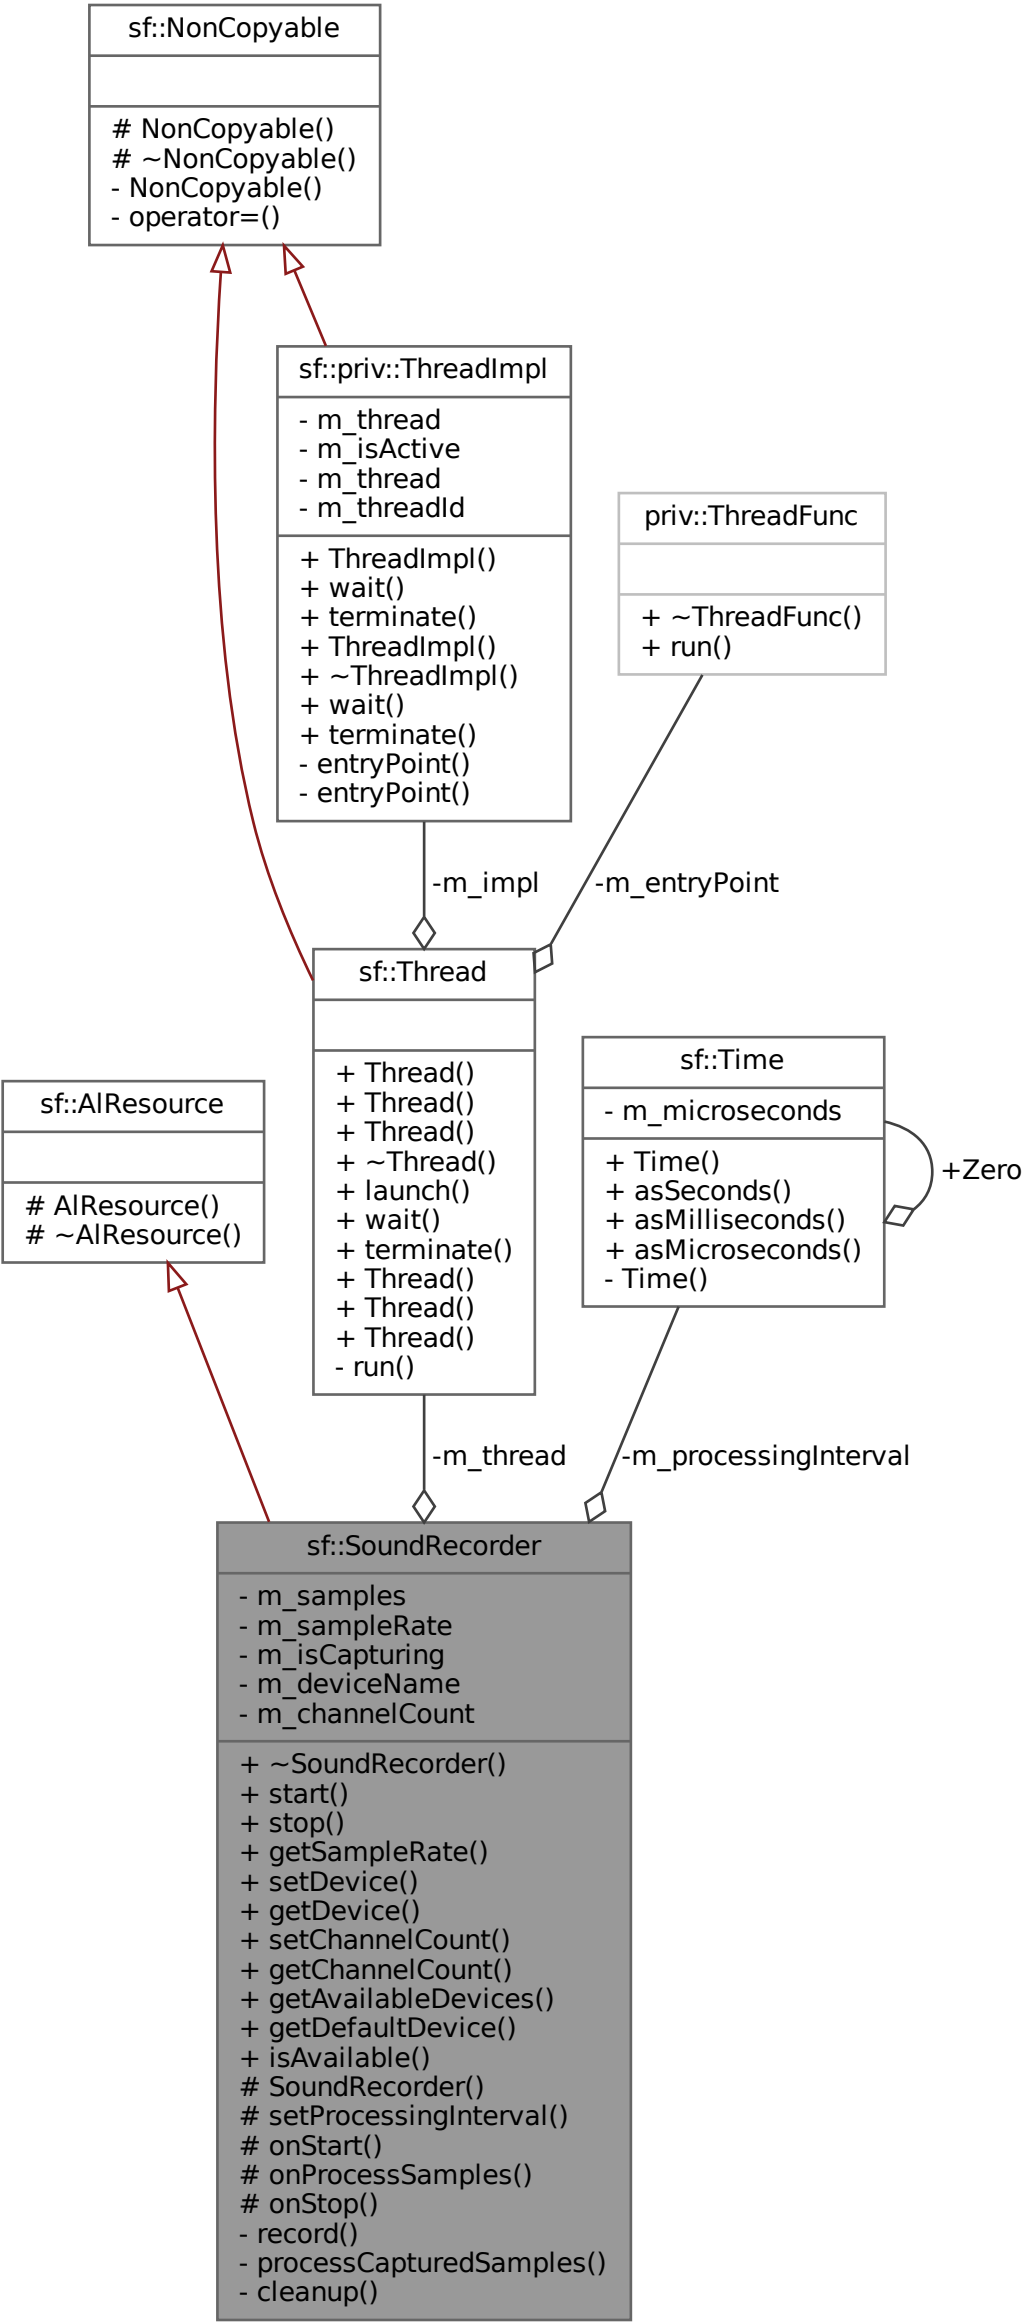 sf::NonCopyable
# NonCopyable()
# ~NonCopyable()
- NonCopyable()
- operator=()
sf::priv::ThreadImpl
- m_thread
- m_isActive
- m_thread
- m_threadId
+ ThreadImpl()
+ wait()
+ terminate()
+ ThreadImpl()
+ ~ThreadImpl()
+ wait()
+ terminate()
- entryPoint()
- entryPoint()
priv::ThreadFunc
+ ~ThreadFunc()
+ run()
-m_impl
-m_entryPoint
sf::Thread
+ Thread()
+ Thread()
+ Thread()
+ ~Thread()
+ launch()
+ wait()
+ terminate()
+ Thread()
+ Thread()
+ Thread()
- run()
sf::Time
- m_microseconds
+ Time()
+ asSeconds()
+ asMilliseconds()
+ asMicroseconds()
- Time()
+Zero
sf::AlResource
# AlResource()
# ~AlResource()
-m_thread
-m_processingInterval
sf::SoundRecorder
- m_samples
- m_sampleRate
- m_isCapturing
- m_deviceName
- m_channelCount
+ ~SoundRecorder()
+ start()
+ stop()
+ getSampleRate()
+ setDevice()
+ getDevice()
+ setChannelCount()
+ getChannelCount()
+ getAvailableDevices()
+ getDefaultDevice()
+ isAvailable()
# SoundRecorder()
# setProcessingInterval()
# onStart()
# onProcessSamples()
# onStop()
- record()
- processCapturedSamples()
- cleanup()